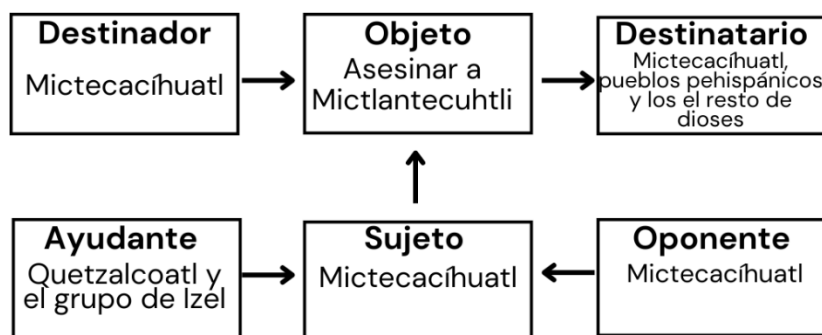 Destinador
Mictecacíhuatl
Objeto
Asesinar a
Mictlantecuhtli
Destinatario
Mictecacíhuatl,
pueblos pehispánicos
y los el resto de
dioses
Ayudante
Quetzalcoatl y
el grupo de Izel
Sujeto
Mictecacíhuatl
Oponente
Mictecacíhuatl